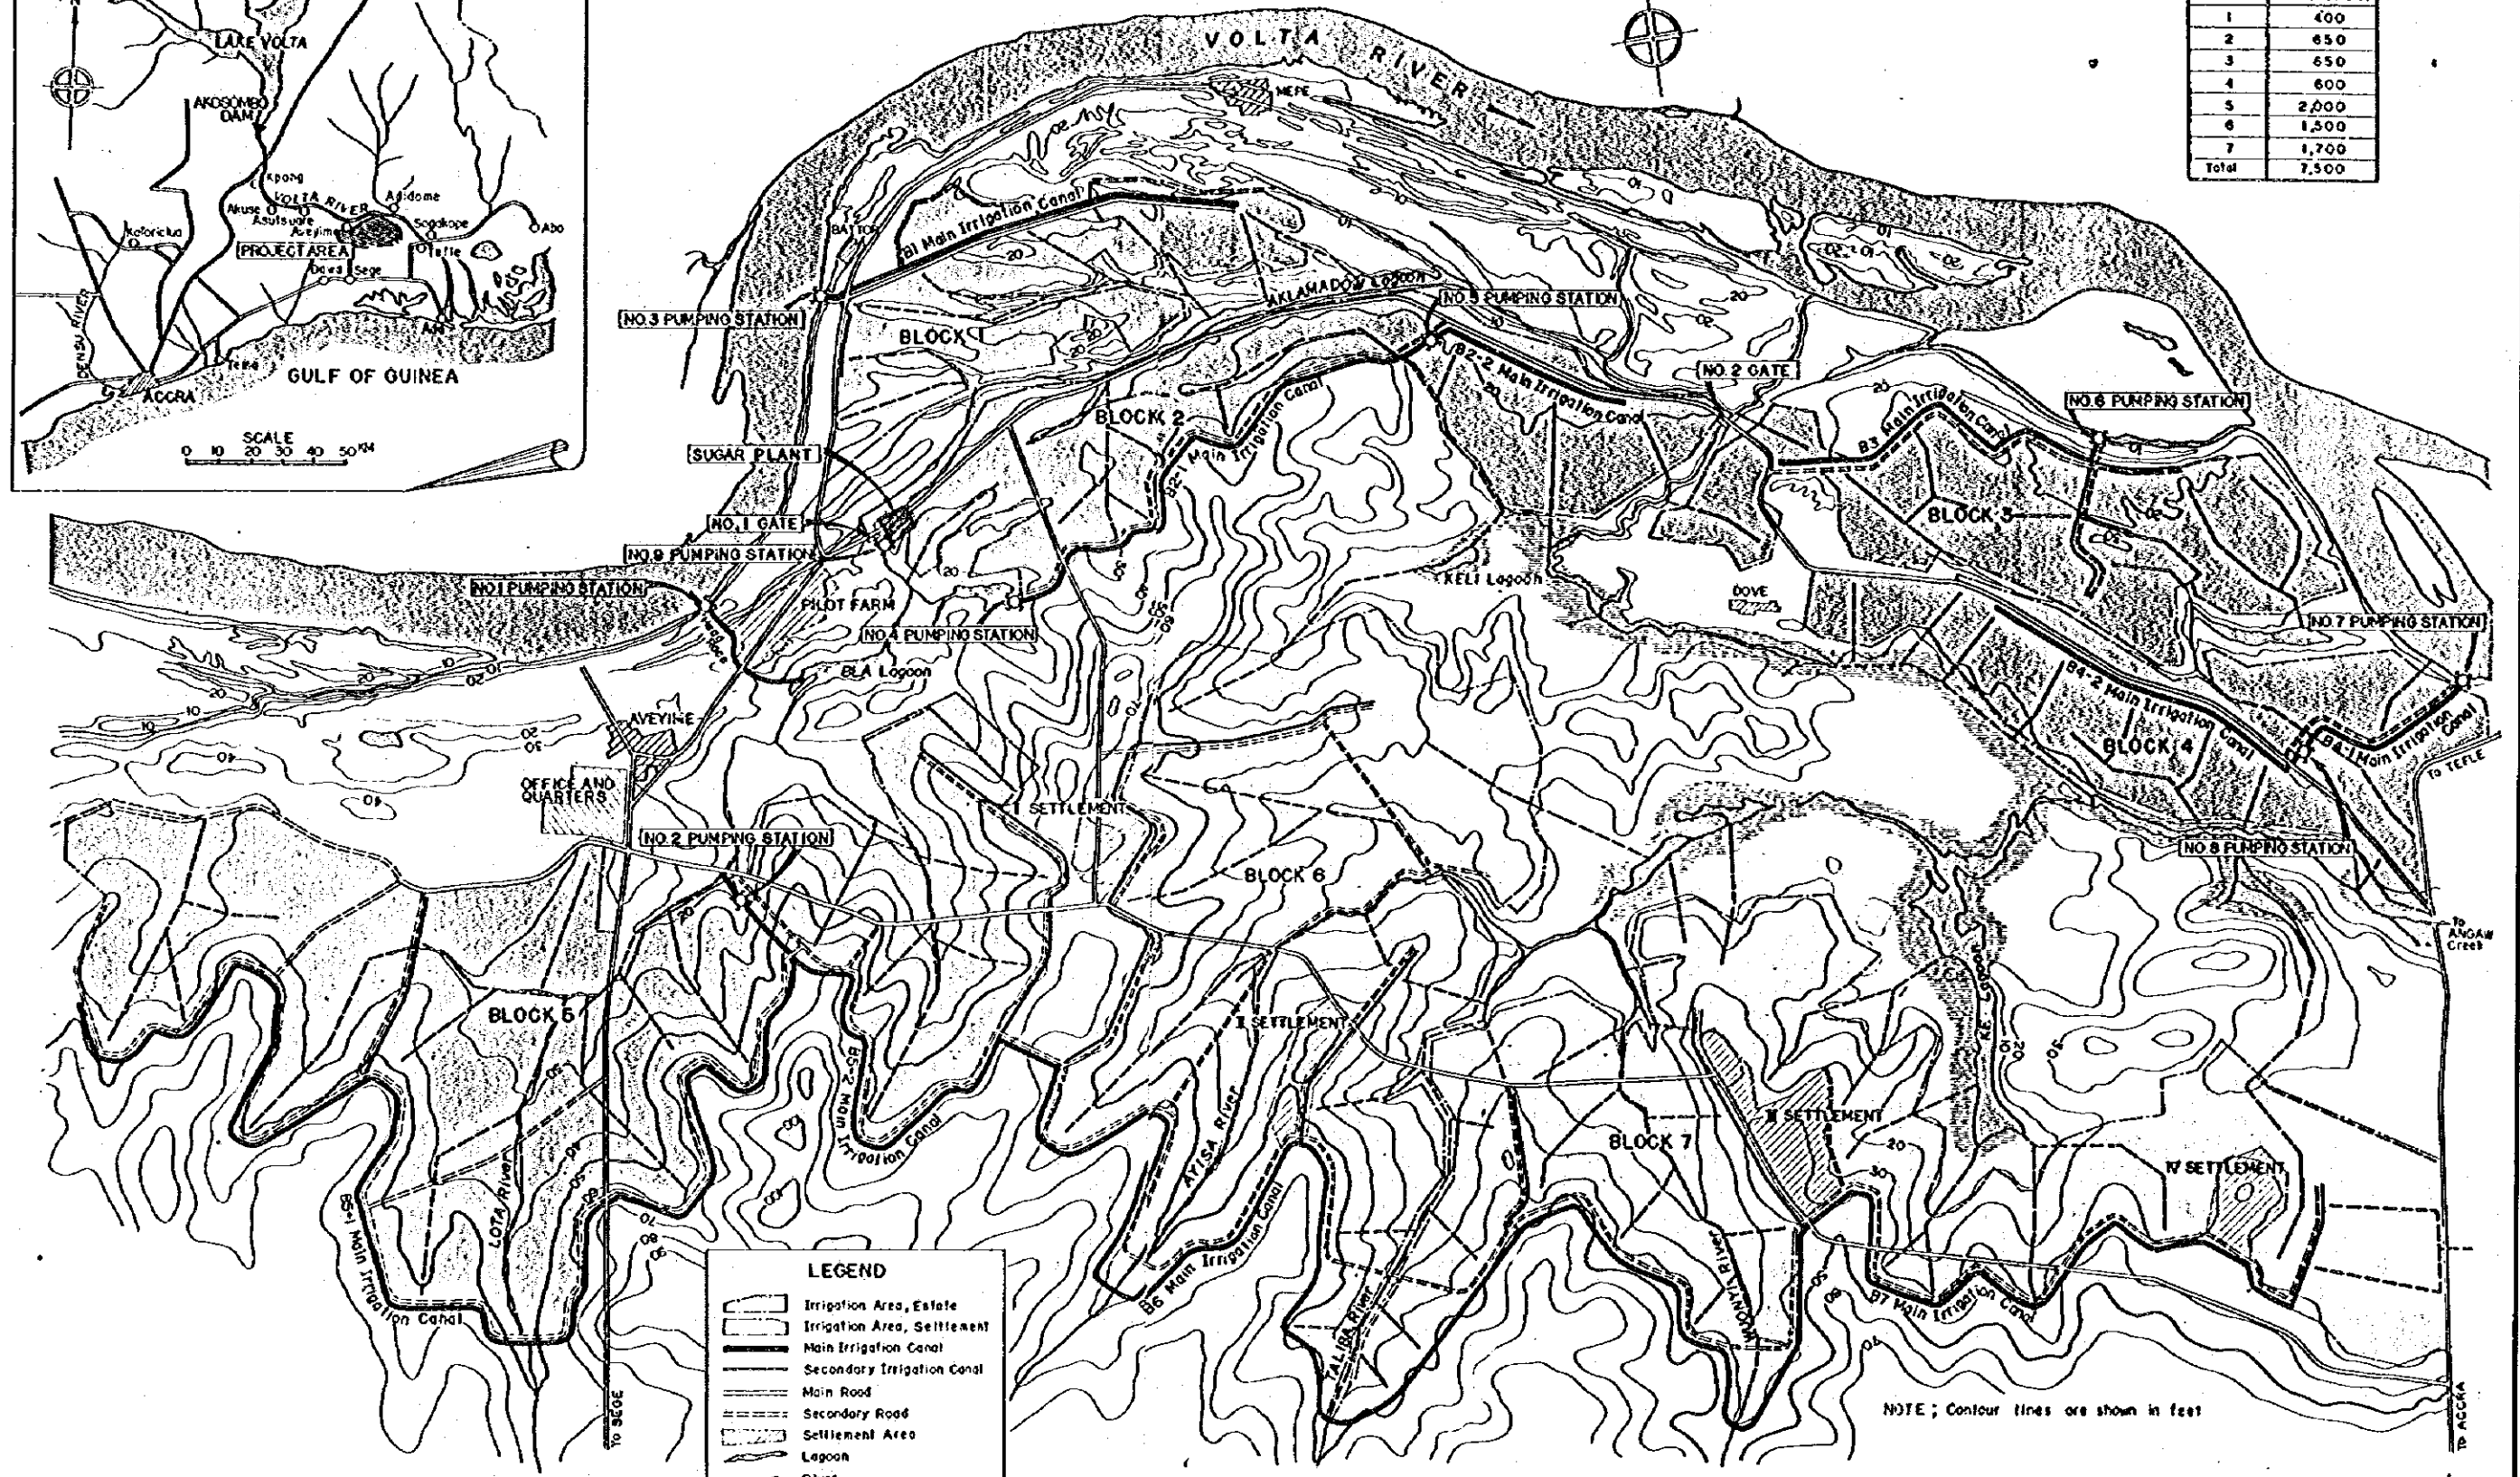 N
LAKE VOLTA
AKOSOMBO
DAM
Kpong
VOLTA RIVER
Akuse
Asutsuare
Adidome
Aveyime
Sogakope
Abo
PROJECT AREA
Tefle
Dawa
Sege
Ada
DENSU RIVER
Tema
ACCRA
GULF OF GUINEA
SCALE
0 10 20 30 40 50 KM
1 400
2 650
3 650
4 600
5 2,000
6 1,500
7 1,700
Total 7,500
VOLTA RIVER
MEPE
BATTOR
B1 Main Irrigation Canal
NO.3 PUMPING STATION
BLOCK 1
AKLAMADOW Lagoon
NO.5 PUMPING STATION
B2-2 Main Irrigation Canal
NO.2 GATE
BLOCK 2
B2-1 Main Irrigation Canal
B3 Main Irrigation Canal
NO.6 PUMPING STATION
SUGAR PLANT
NO.1 GATE
NO.9 PUMPING STATION
NO.1 PUMPING STATION
PILOT FARM
NO.4 PUMPING STATION
BLA Lagoon
KELI Lagoon
DOVE
BLOCK 3
NO.7 PUMPING STATION
B4-2 Main Irrigation Canal
BLOCK 4
B4-1 Main Irrigation Canal
To TEFLE
NO.8 PUMPING STATION
AVEYIME
OFFICE AND
QUARTERS
NO.2 PUMPING STATION
I SETTLEMENT
BLOCK 6
To
ANGAW
Creek
BLOCK 5
II SETTLEMENT
AYISA River
LOTA River
B5-1 Main Irrigation Canal
B5-2 Main Irrigation Canal
B6 Main Irrigation Canal
TALIBA River
BLOCK 7
III SETTLEMENT
IV SETTLEMENT
B7 Main Irrigation Canal
To SEGE
TO ACCRA
LEGEND
Irrigation Area, Estate
Irrigation Area, Settlement
Main Irrigation Canal
Secondary Irrigation Canal
Main Road
Secondary Road
Settlement Area
Lagoon
NOTE ; Contour lines are shown in feet